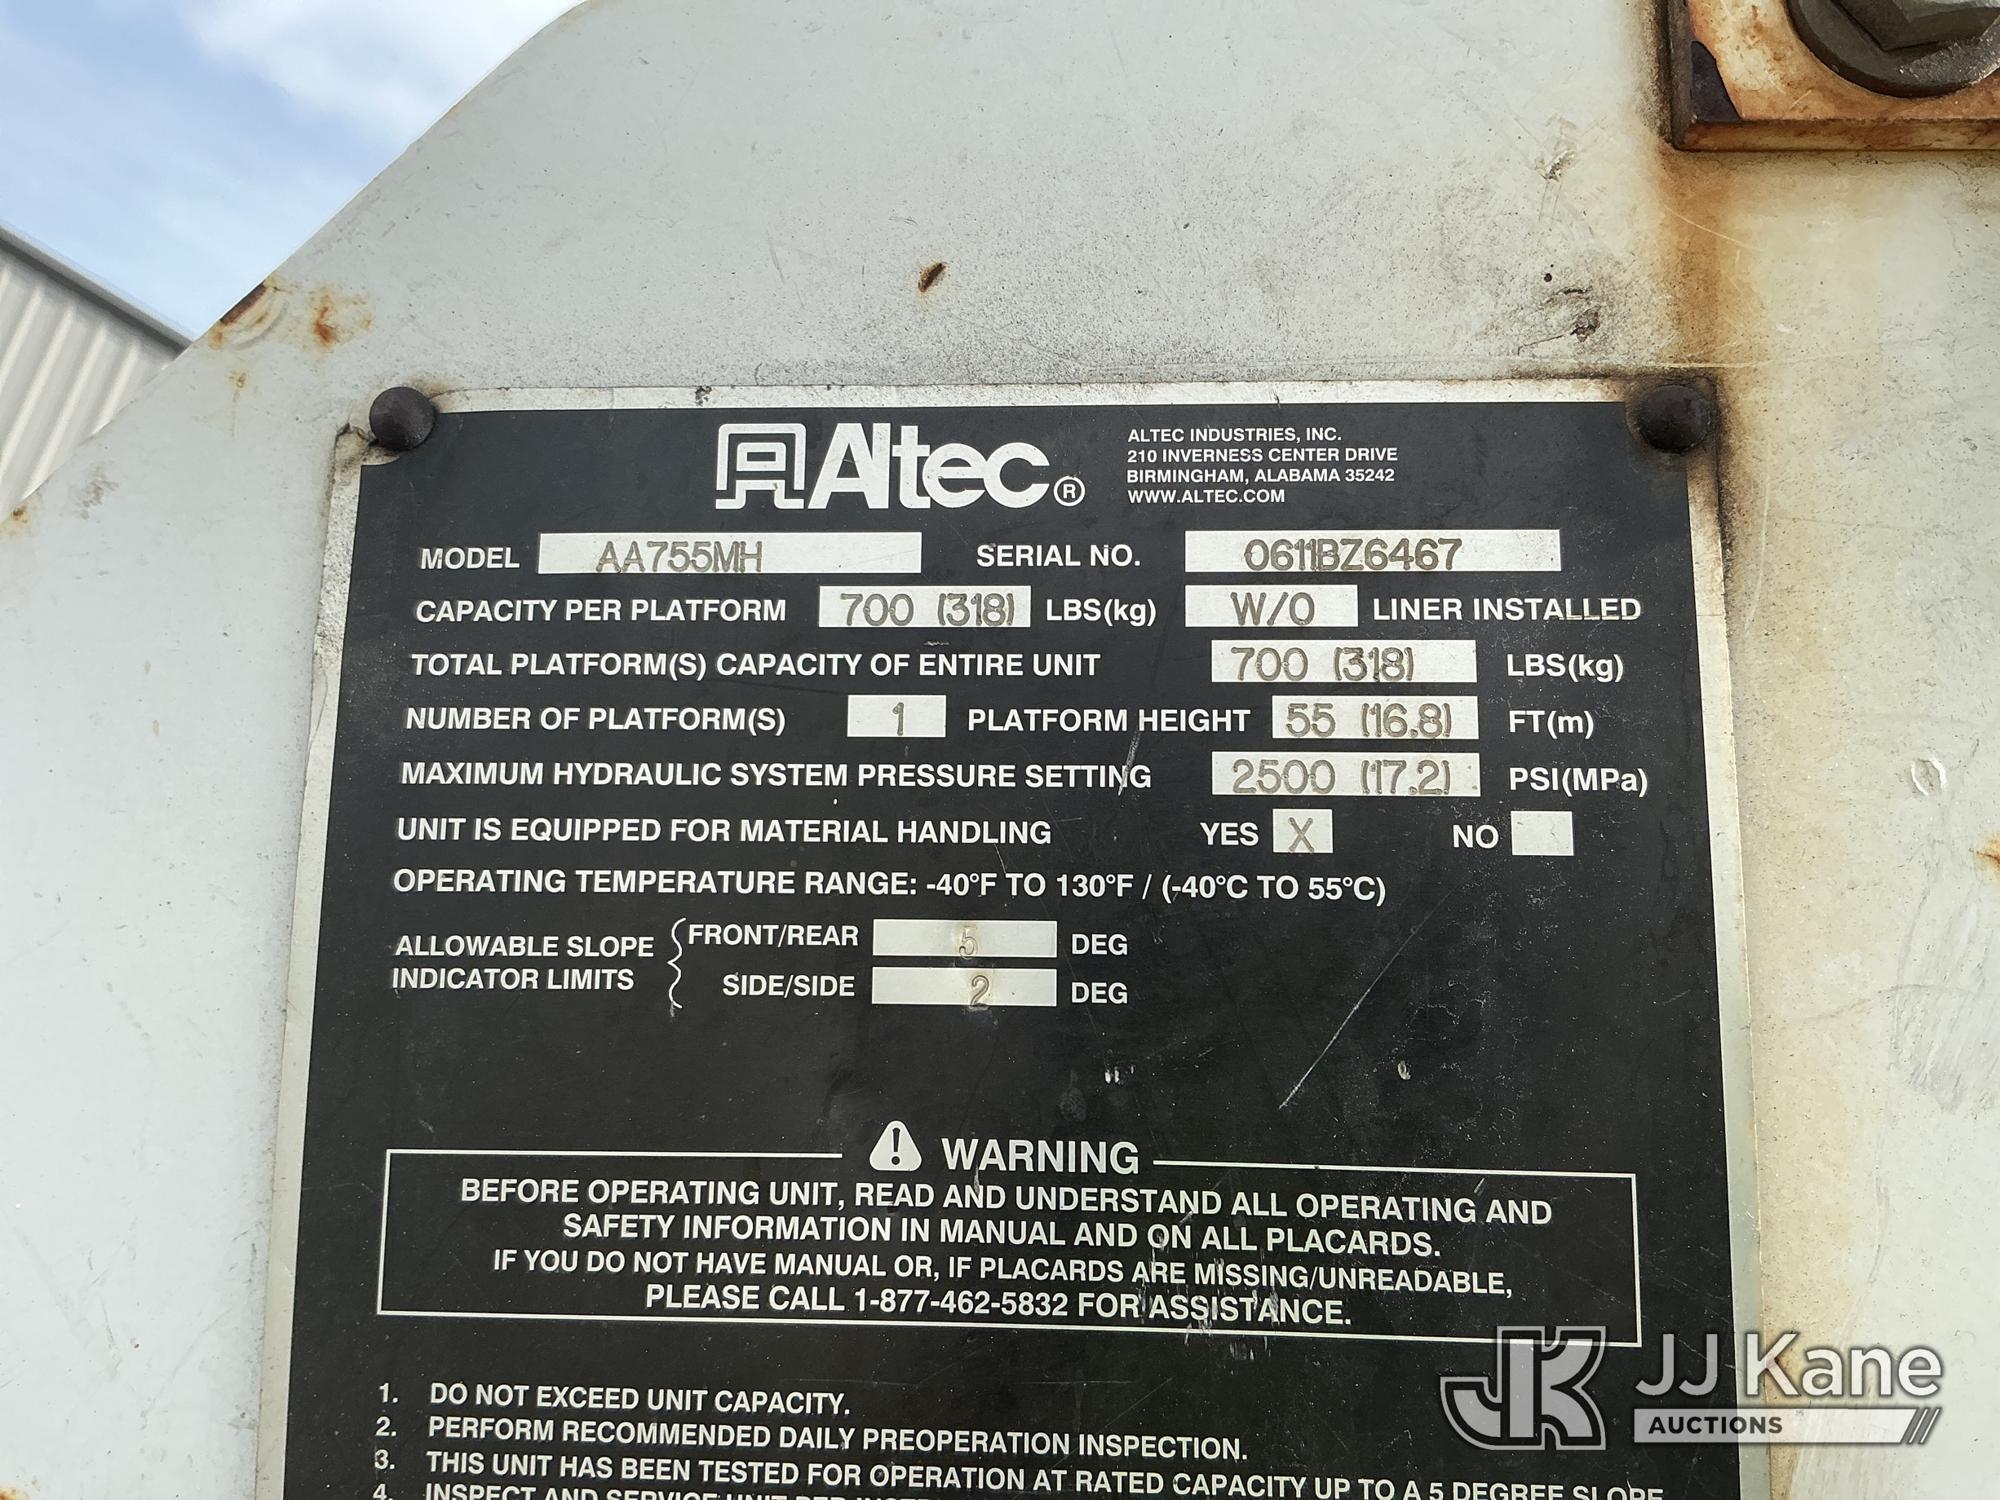 Altec®
ALTEC INDUSTRIES, INC.
210 INVERNESS CENTER DRIVE
BIRMINGHAM, ALABAMA 35242
WWW.ALTEC.COM
MODEL AA755MH SERIAL NO. 0611BZ6467
CAPACITY PER PLATFORM 700 (318) LBS(kg) W/O LINER INSTALLED
TOTAL PLATFORM(S) CAPACITY OF ENTIRE UNIT 700 (318) LBS(kg)
NUMBER OF PLATFORM(S) 1 PLATFORM HEIGHT 55 (16.8) FT(m)
MAXIMUM HYDRAULIC SYSTEM PRESSURE SETTING 2500 (17.2) PSI(MPa)
UNIT IS EQUIPPED FOR MATERIAL HANDLING YES X NO
OPERATING TEMPERATURE RANGE: -40°F TO 130°F / (-40°C TO 55°C)
ALLOWABLE SLOPE INDICATOR LIMITS
FRONT/REAR 5 DEG
SIDE/SIDE 2 DEG
WARNING
BEFORE OPERATING UNIT, READ AND UNDERSTAND ALL OPERATING AND
SAFETY INFORMATION IN MANUAL AND ON ALL PLACARDS.
IF YOU DO NOT HAVE MANUAL OR, IF PLACARDS ARE MISSING/UNREADABLE,
PLEASE CALL 1-877-462-5832 FOR ASSISTANCE.
1. DO NOT EXCEED UNIT CAPACITY.
2. PERFORM RECOMMENDED DAILY PREOPERATION INSPECTION.
3. THIS UNIT HAS BEEN TESTED FOR OPERATION AT RATED CAPACITY UP TO A 5 DEGREE SLOPE
4. INSPECT AND SERVICE UNIT PER
JJ Kane
AUCTIONS